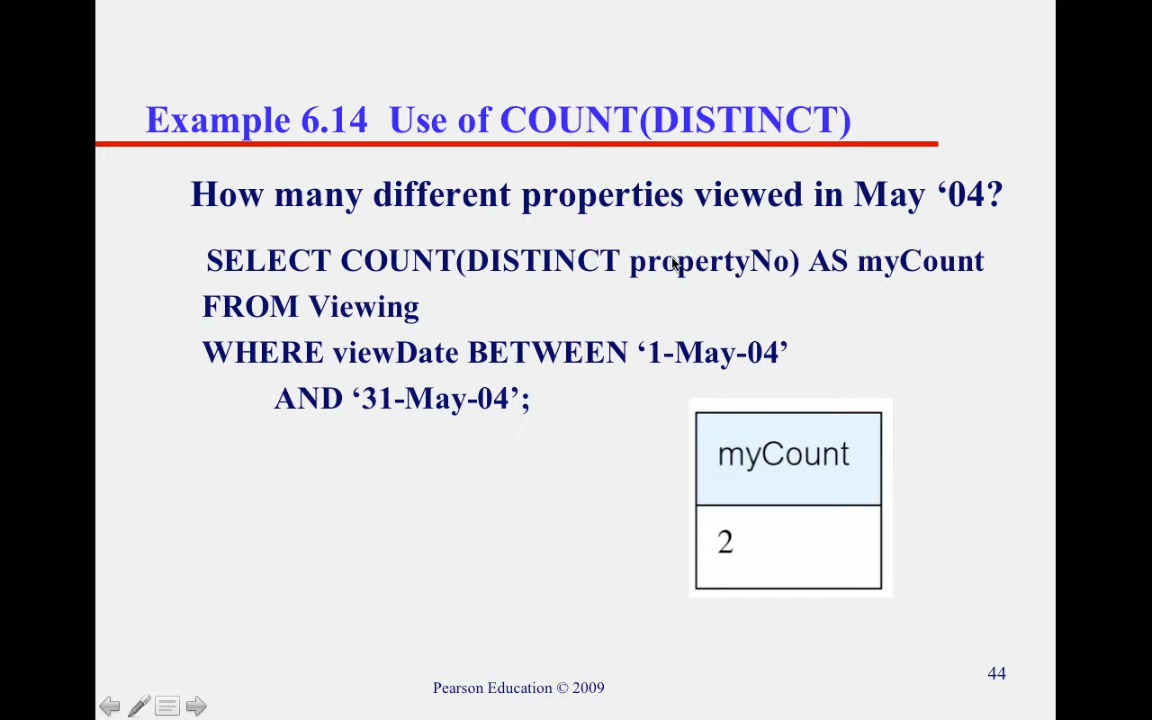 Example 6.14 Use of COUNT(DISTINCT)
How many different properties viewed in May ‘04?
SELECT COUNT(DISTINCT propertyNo) AS myCount
FROM Viewing
WHERE viewDate BETWEEN ‘1-May-04’
AND ‘31-May-04’;
myCount
2
Pearson Education © 2009
44